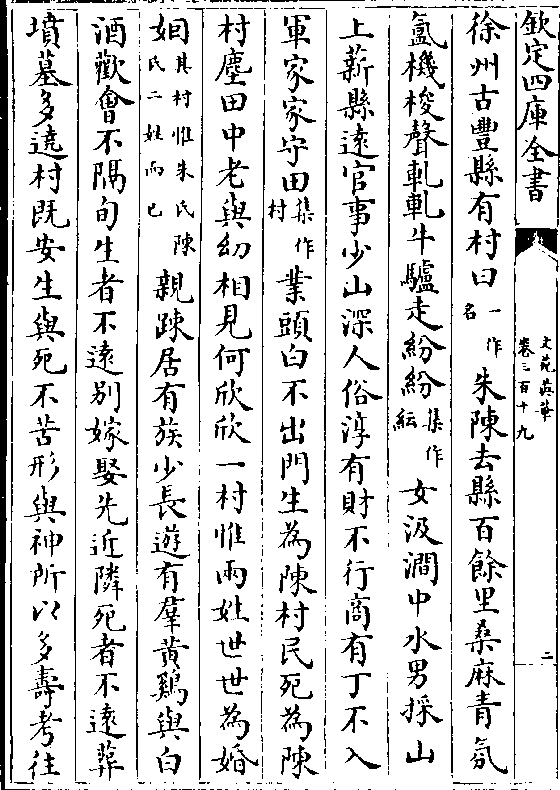 欽定四庫全書
文苑英華
卷三百十九
二
徐州古豐縣有村曰一作名朱陳去縣百餘里桑麻青氛
氲機梭聲軋軋牛驢走紛紛集作紜女汲澗中水男採山
上薪縣逺官事少山深人俗淳有財不行商有丁不入
軍家家守田集作村業頭白不出門生為陳村民死為陳
村塵田中老與幼相見何欣欣一村惟兩姓世世為婚
姻其村惟朱氏陳氏二姓而已親踈居有族少長遊有羣黃鷄與白
酒歡會不隔旬生者不逺别嫁娶先近隣死者不逺葬
墳墓多遶村既安生與死不苦形與神所以多壽考往